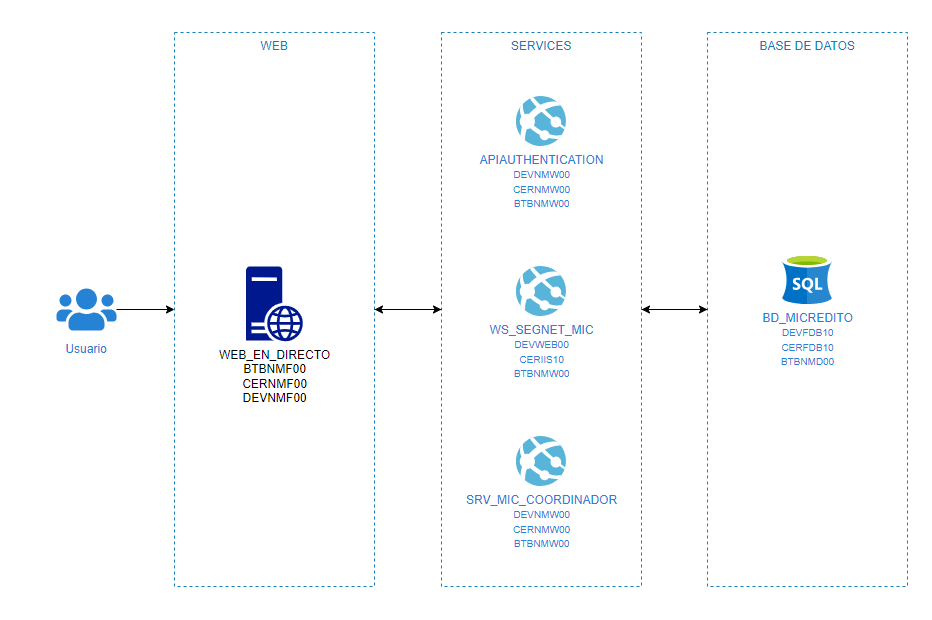 WEB
SERVICES
BASE DE DATOS
APIAUTHENTICATION
DEVNMW00
CERNMW00
BTBNMW00
Usuario
WEB_EN_DIRECTO
BTBNMF00
CERNMF00
DEVNMF00
WS_SEGNET_MIC
DEVWEB00
CERIIS10
BTBNMW00
SQL
BD_MICREDITO
DEVFDB10
CERFDB10
BTBNMD00
SRV_MIC_COORDINADOR
DEVNMW00
CERNMW00
BTBNMW00